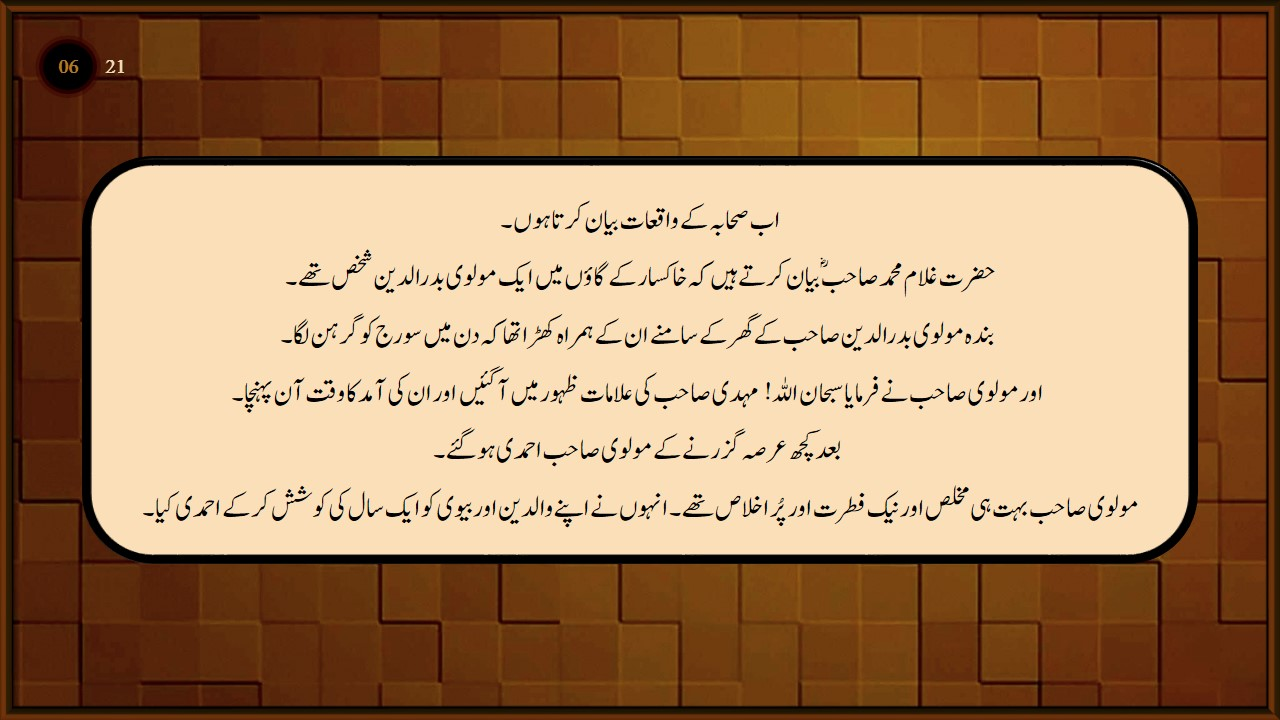 06 21
اب صحابہ کے واقعات بیان کرتا ہوں۔
حضرت غلام محمد صاحبؓ بیان کرتے ہیں کہ خاکسار کے گاؤں میں ایک مولوی بدرالدین شخص تھے۔
بندہ مولوی بدرالدین صاحب کے گھر کے سامنے ان کے ہمراہ کھڑا تھا کہ دن میں سورج کو گرہن لگا۔
اور مولوی صاحب نے فرمایا سبحان اللہ! مہدی صاحب کی علامات ظہور میں آگئیں اور ان کی آمد کا وقت آن پہنچا۔
بعد کچھ عرصہ گزرنے کے مولوی صاحب احمدی ہوگئے۔
مولوی صاحب بہت ہی مخلص اور نیک فطرت اور پُر اخلاص تھے۔ انہوں نے اپنے والدین اور بیوی کو ایک سال کی کوشش کر کے احمدی کیا۔